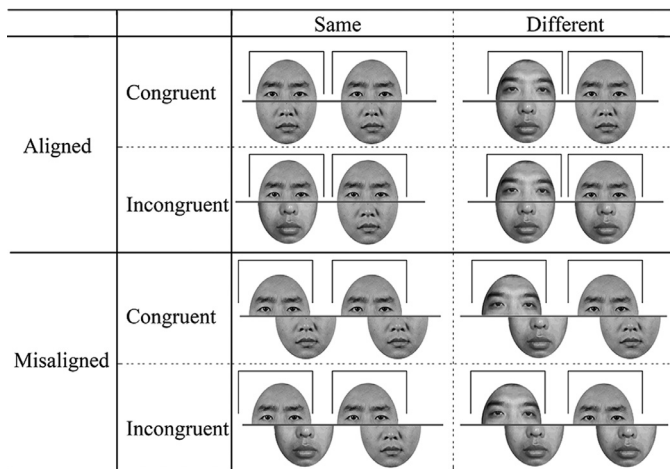 Same Different
Aligned
Congruent
Incongruent
Misaligned
Congruent
Incongruent